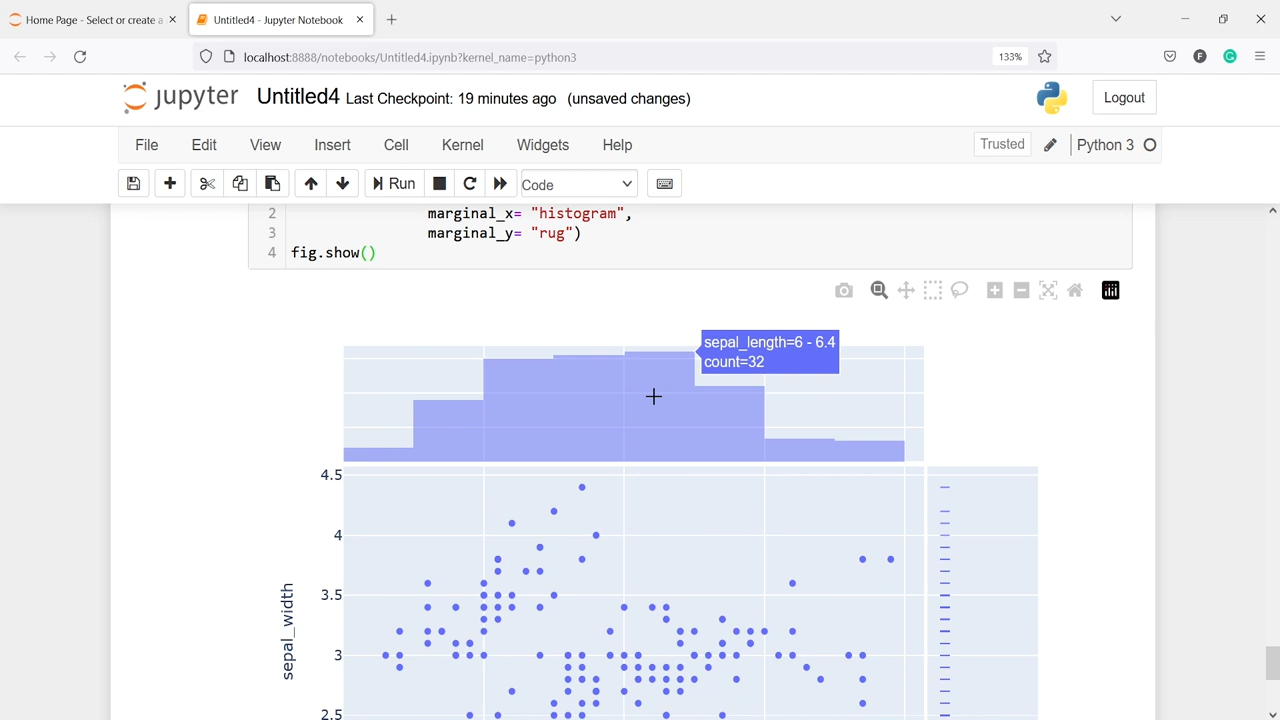 Home Page - Select or create a
Untitled4 - Jupyter Notebook
localhost:8888/notebooks/Untitled4.ipynb?kernel_name=python3
133%
F
G
jupyter Untitled4 Last Checkpoint: 19 minutes ago (unsaved changes)
Logout
File Edit View Insert Cell Kernel Widgets Help
Trusted
Python 3
Run
Code
2 marginal_x= "histogram",
3 marginal_y= "rug")
4 fig.show()
sepal_length=6 - 6.4
count=32
4.5
4
3.5
3
2.5
sepal_width